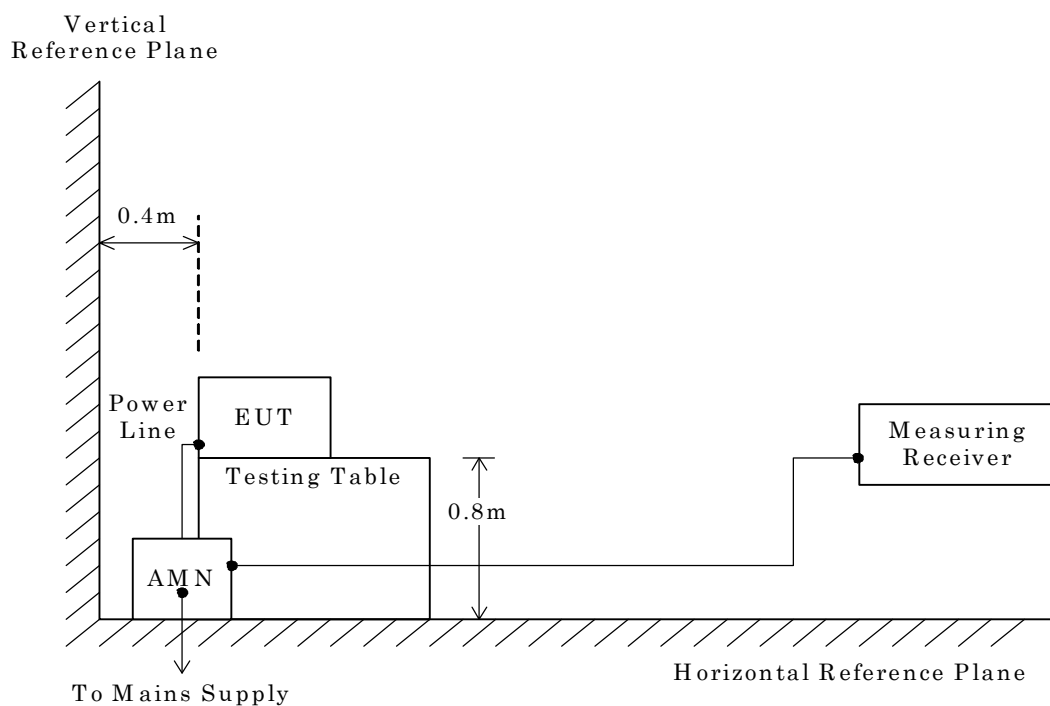 Vertical
Reference Plane
0.4m
Power
Line
EUT
Testing Table
Measuring
Receiver
0.8m
AMN
Horizontal Reference Plane
To Mains Supply